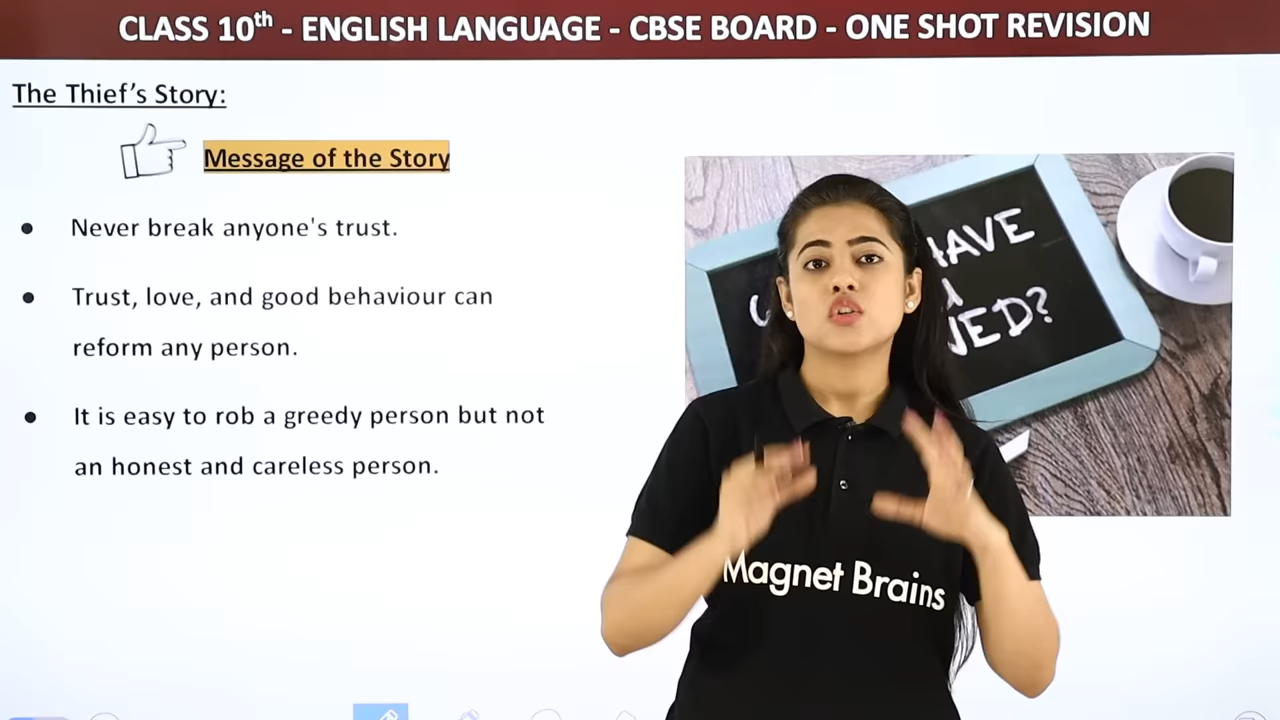 CLASS 10th - ENGLISH LANGUAGE - CBSE BOARD - ONE SHOT REVISION
The Thief's Story:
Message of the Story
● Never break anyone's trust.
● Trust, love, and good behaviour can
reform any person.
● It is easy to rob a greedy person but not
an honest and careless person.
Magnet Brains